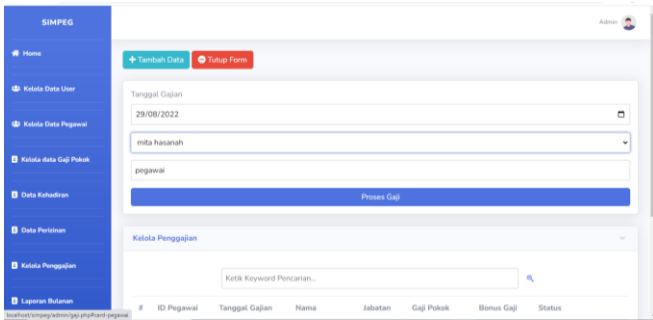 SIMPEG
Admin
Home
Kelola Data User
Kelola Data Pegawai
Kelola data Gaji Pokok
Data Kehadiran
Data Perizinan
Kelola Penggajian
Laporan Bulanan
+ Tambah Data
Tutup Form
Tanggal Gajian
29/08/2022
mita hasanah
pegawai
Proses Gaji
Kelola Penggajian
Ketik Keyword Pencarian...
# ID Pegawai Tanggal Gajian Nama Jabatan Gaji Pokok Bonus Gaji Status
localhost/simpeg/admin/gaji.php#card-pegawai